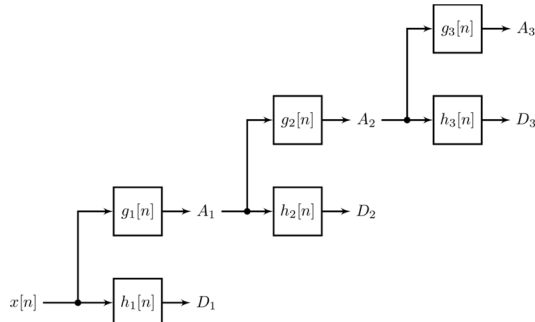 g₃[n] A₃
g₂[n] A₂ h₃[n] D₃
g₁[n] A₁ h₂[n] D₂
x[n] h₁[n] D₁